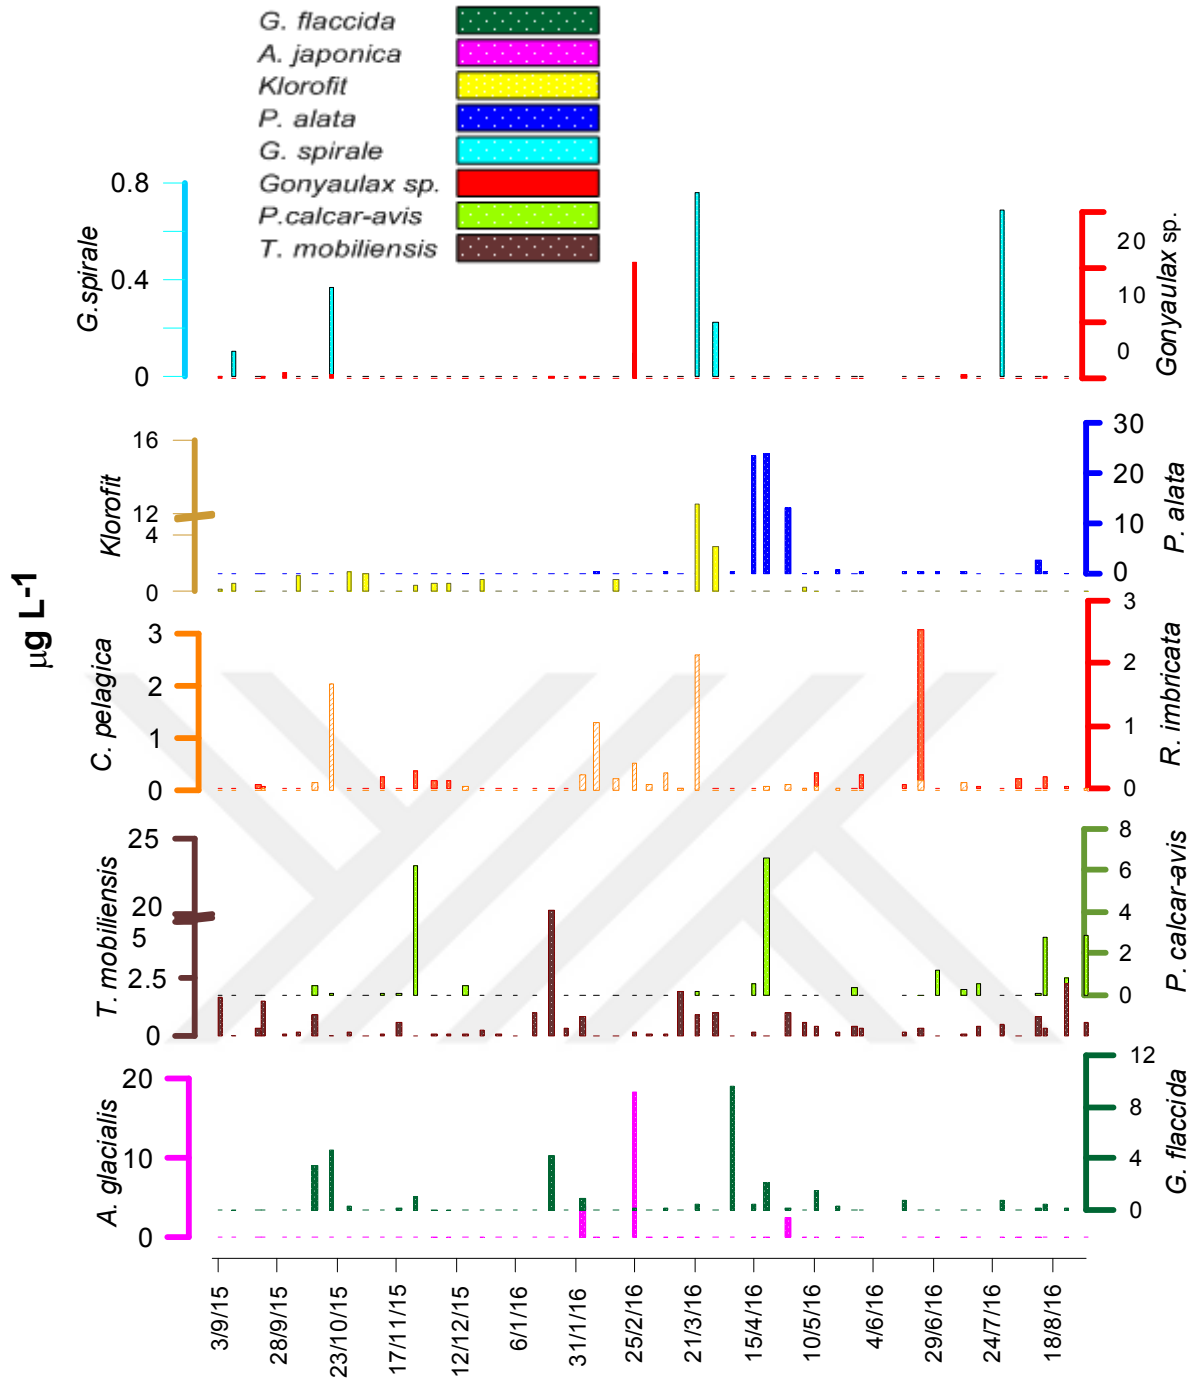 G. flaccida
A. japonica
Klorofit
P. alata
G. spirale
Gonyaulax sp.
P.calcar-avis
T. mobiliensis
G.spirale
0.8
0.4
0
20
10
0
Gonyaulax sp.
Klorofit
16
12
4
0
30
20
10
0
P. alata
µg L-1
C. pelagica
3
2
1
0
3
2
1
0
R. imbricata
T. mobiliensis
25
20
5
2.5
0
8
6
4
2
0
P. calcar-avis
A. glacialis
20
10
0
12
8
4
0
G. flaccida
3/9/15
28/9/15
23/10/15
17/11/15
12/12/15
6/1/16
31/1/16
25/2/16
21/3/16
15/4/16
10/5/16
4/6/16
29/6/16
24/7/16
18/8/16